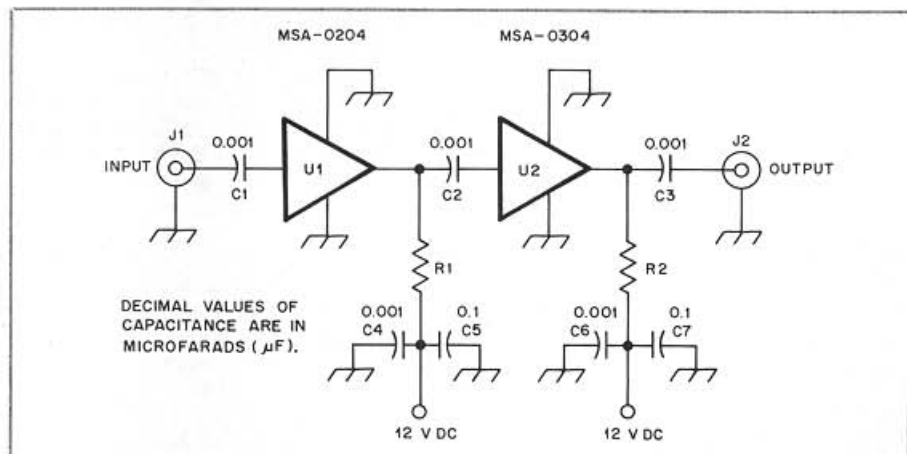 MSA-0204
MSA-0304
J1
INPUT
0.001
C1
U1
0.001
C2
U2
0.001
C3
J2
OUTPUT
R1
R2
DECIMAL VALUES OF
CAPACITANCE ARE IN
MICROFARADS (µF).
0.001
C4
0.1
C5
0.001
C6
0.1
C7
12 V DC
12 V DC